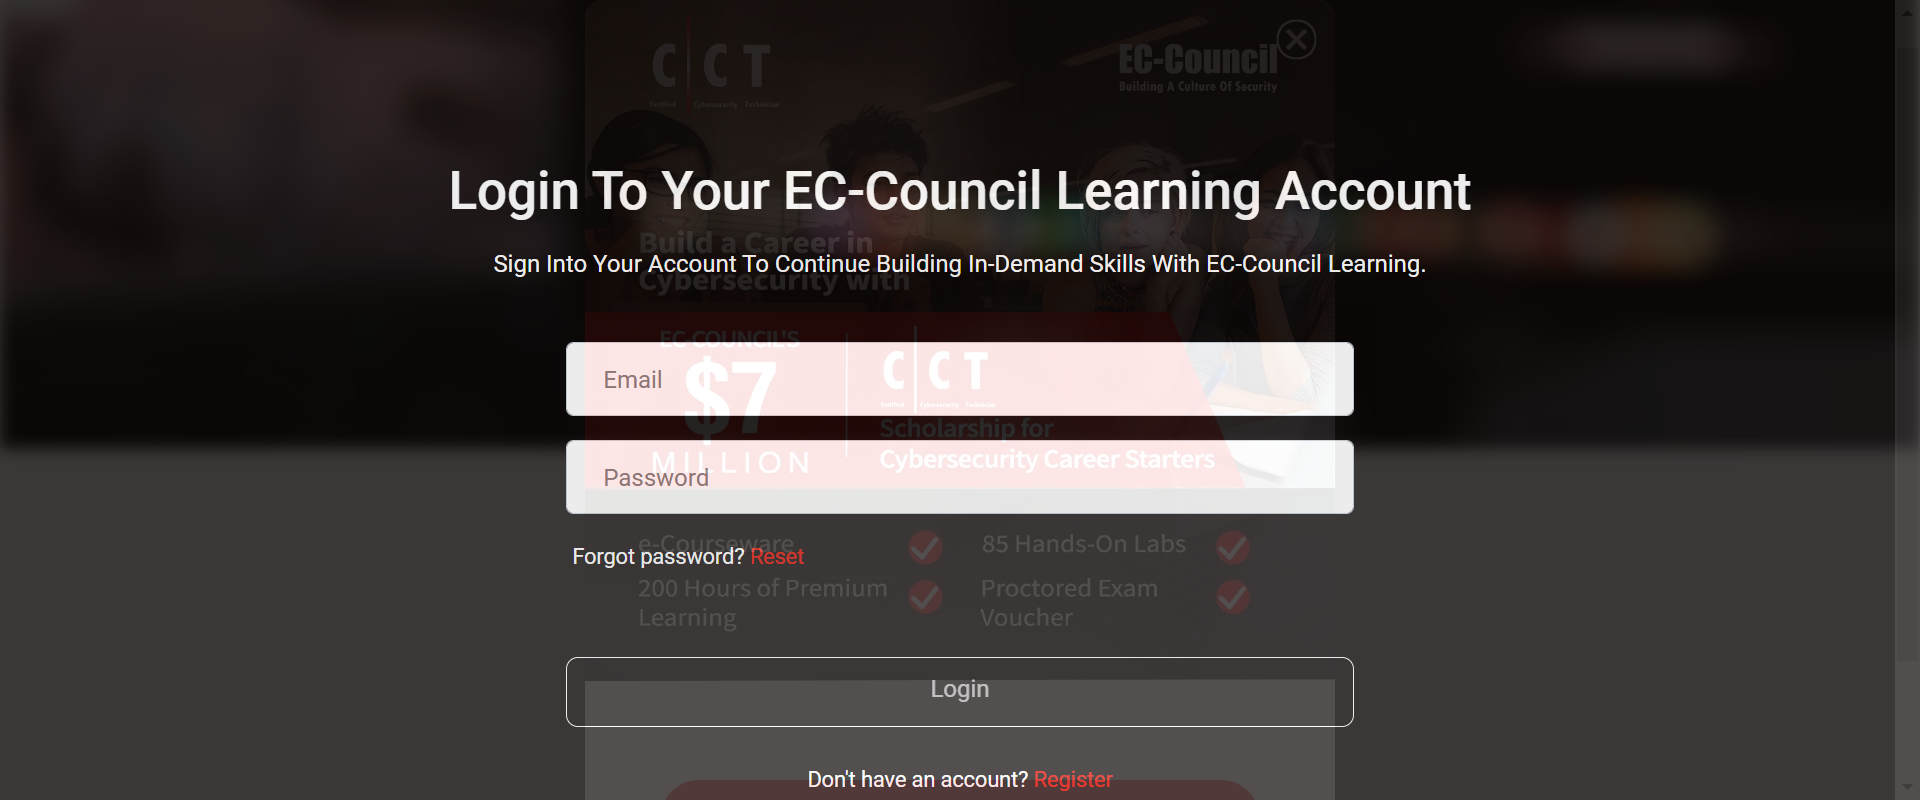 C C T
Certified Cybersecurity Technician
EC-Council
Building A Culture Of Security
Login To Your EC-Council Learning Account
Build a Career in
Cybersecurity with
Sign Into Your Account To Continue Building In-Demand Skills With EC-Council Learning.
EC-COUNCIL'S
$7
MILLION
C C T
Certified Cybersecurity Technician
Scholarship for
Cybersecurity Career Starters
Email
Password
e-Courseware
85 Hands-On Labs
Forgot password? Reset
200 Hours of Premium
Learning
Proctored Exam
Voucher
Login
Don't have an account? Register